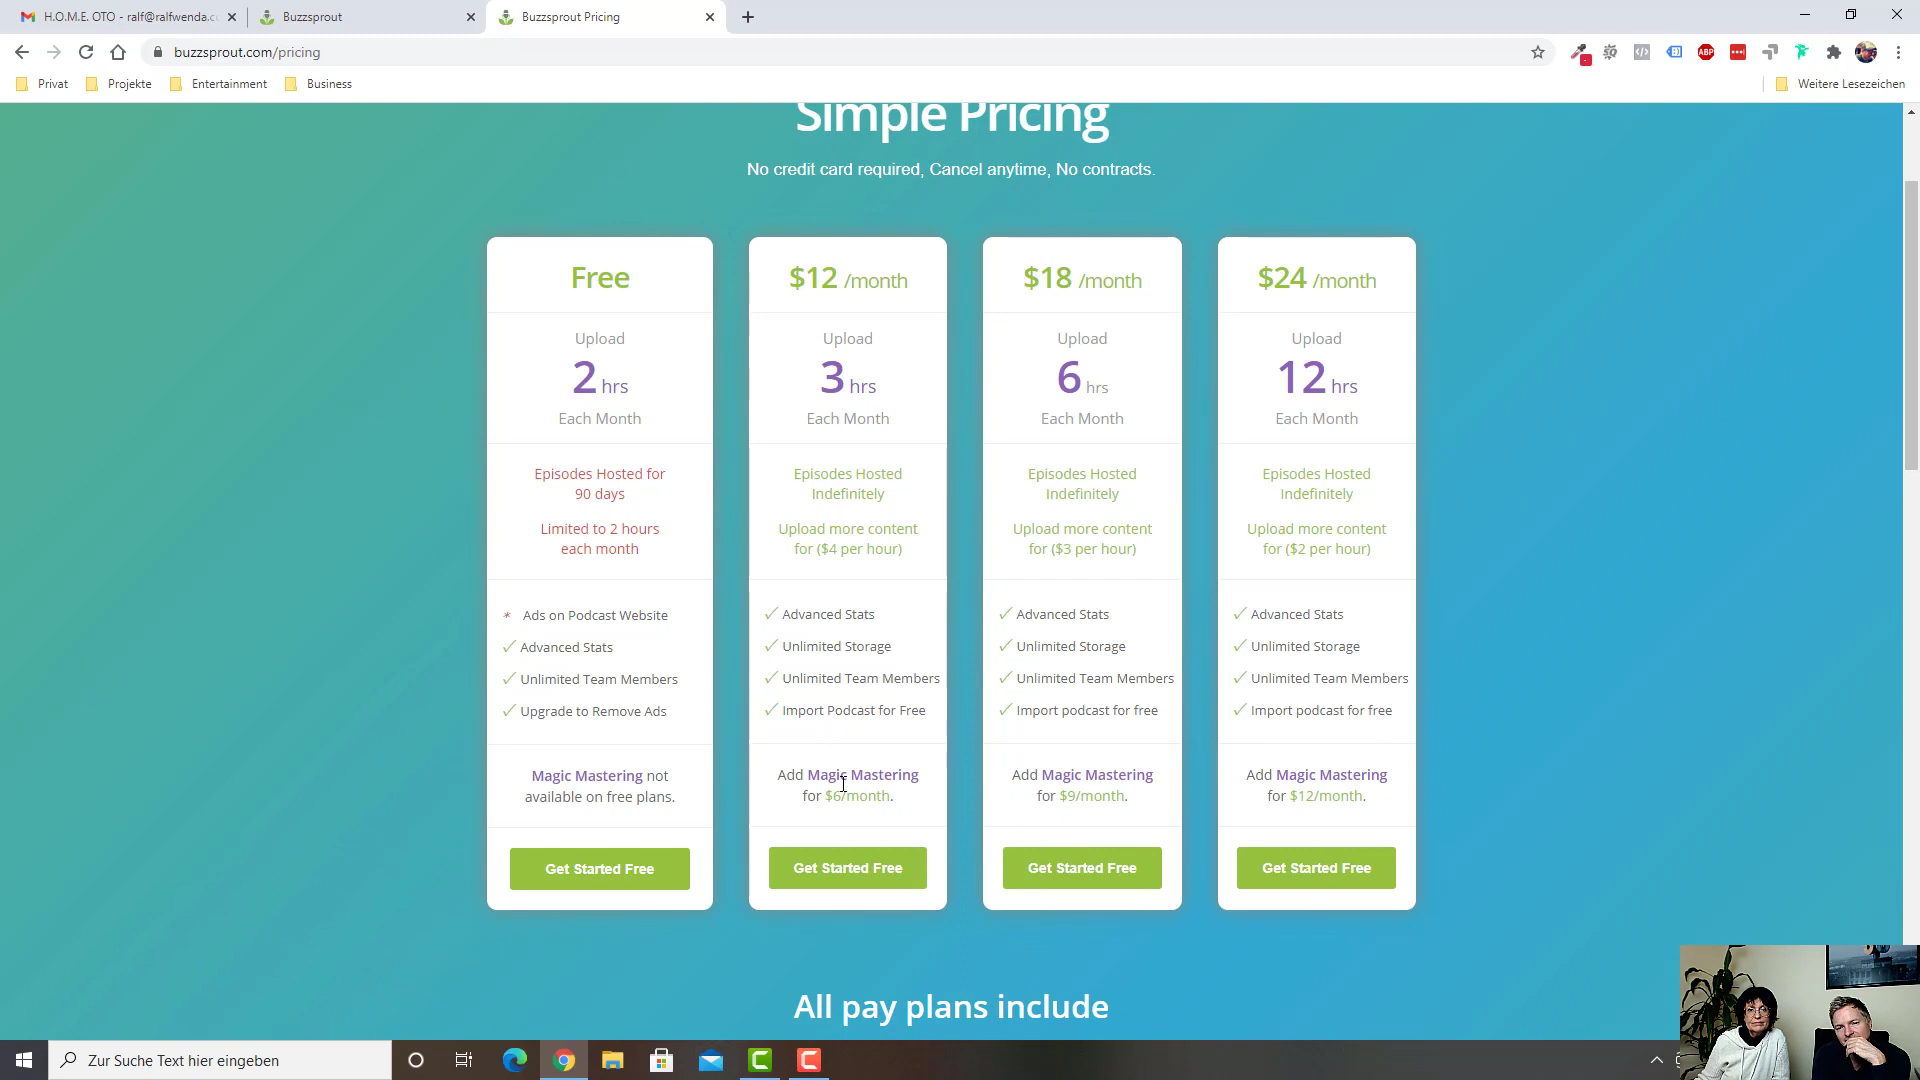 H.O.M.E. OTO - ralf@ralfwenda.c
Buzzsprout
Buzzsprout Pricing
buzzsprout.com/pricing
ABP
Privat
Projekte
Entertainment
Business
Weitere Lesezeichen
Simple Pricing
No credit card required, Cancel anytime, No contracts.
Free
Upload
2 hrs
Each Month
Episodes Hosted for
90 days
Limited to 2 hours
each month
* Ads on Podcast Website
Advanced Stats
Unlimited Team Members
Upgrade to Remove Ads
Magic Mastering not
available on free plans.
Get Started Free
$12 /month
Upload
3 hrs
Each Month
Episodes Hosted
Indefinitely
Upload more content
for ($4 per hour)
Advanced Stats
Unlimited Storage
Unlimited Team Members
Import Podcast for Free
Add Magic Mastering
for $6/month.
Get Started Free
$18 /month
Upload
6 hrs
Each Month
Episodes Hosted
Indefinitely
Upload more content
for ($3 per hour)
Advanced Stats
Unlimited Storage
Unlimited Team Members
Import podcast for free
Add Magic Mastering
for $9/month.
Get Started Free
$24 /month
Upload
12 hrs
Each Month
Episodes Hosted
Indefinitely
Upload more content
for ($2 per hour)
Advanced Stats
Unlimited Storage
Unlimited Team Members
Import podcast for free
Add Magic Mastering
for $12/month.
Get Started Free
All pay plans include
Zur Suche Text hier eingeben